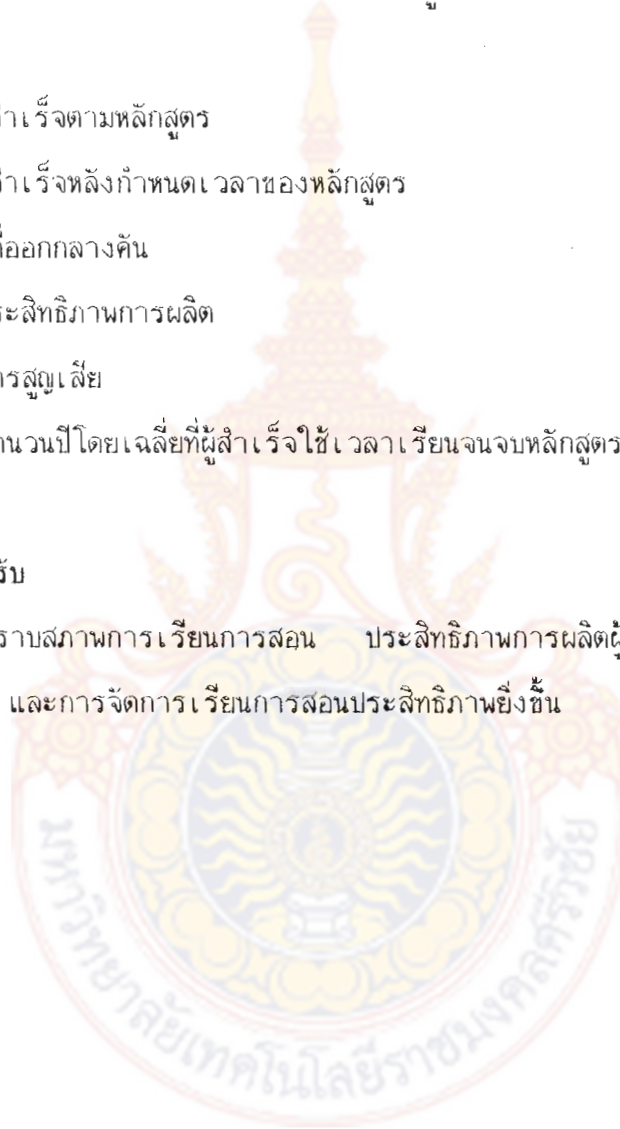 สำเร็จตามหลักสูตร
สำเร็จหลังกำหนดเวลาของหลักสูตร
ที่ออกกลางคัน
ประสิทธิภาพการผลิต
การสูญเสีย
จำนวนปีโดยเฉลี่ยที่ผู้สำเร็จใช้เวลาเรียนจนจบหลักสูตร
รับ
ราบสภาพการเรียนการสอน ประสิทธิภาพการผลิตผู้
และการจัดการเรียนการสอนประสิทธิภาพยิ่งขึ้น
มหาวิทยาลัยเทคโนโลยีราชมงคลศรีวิชัย